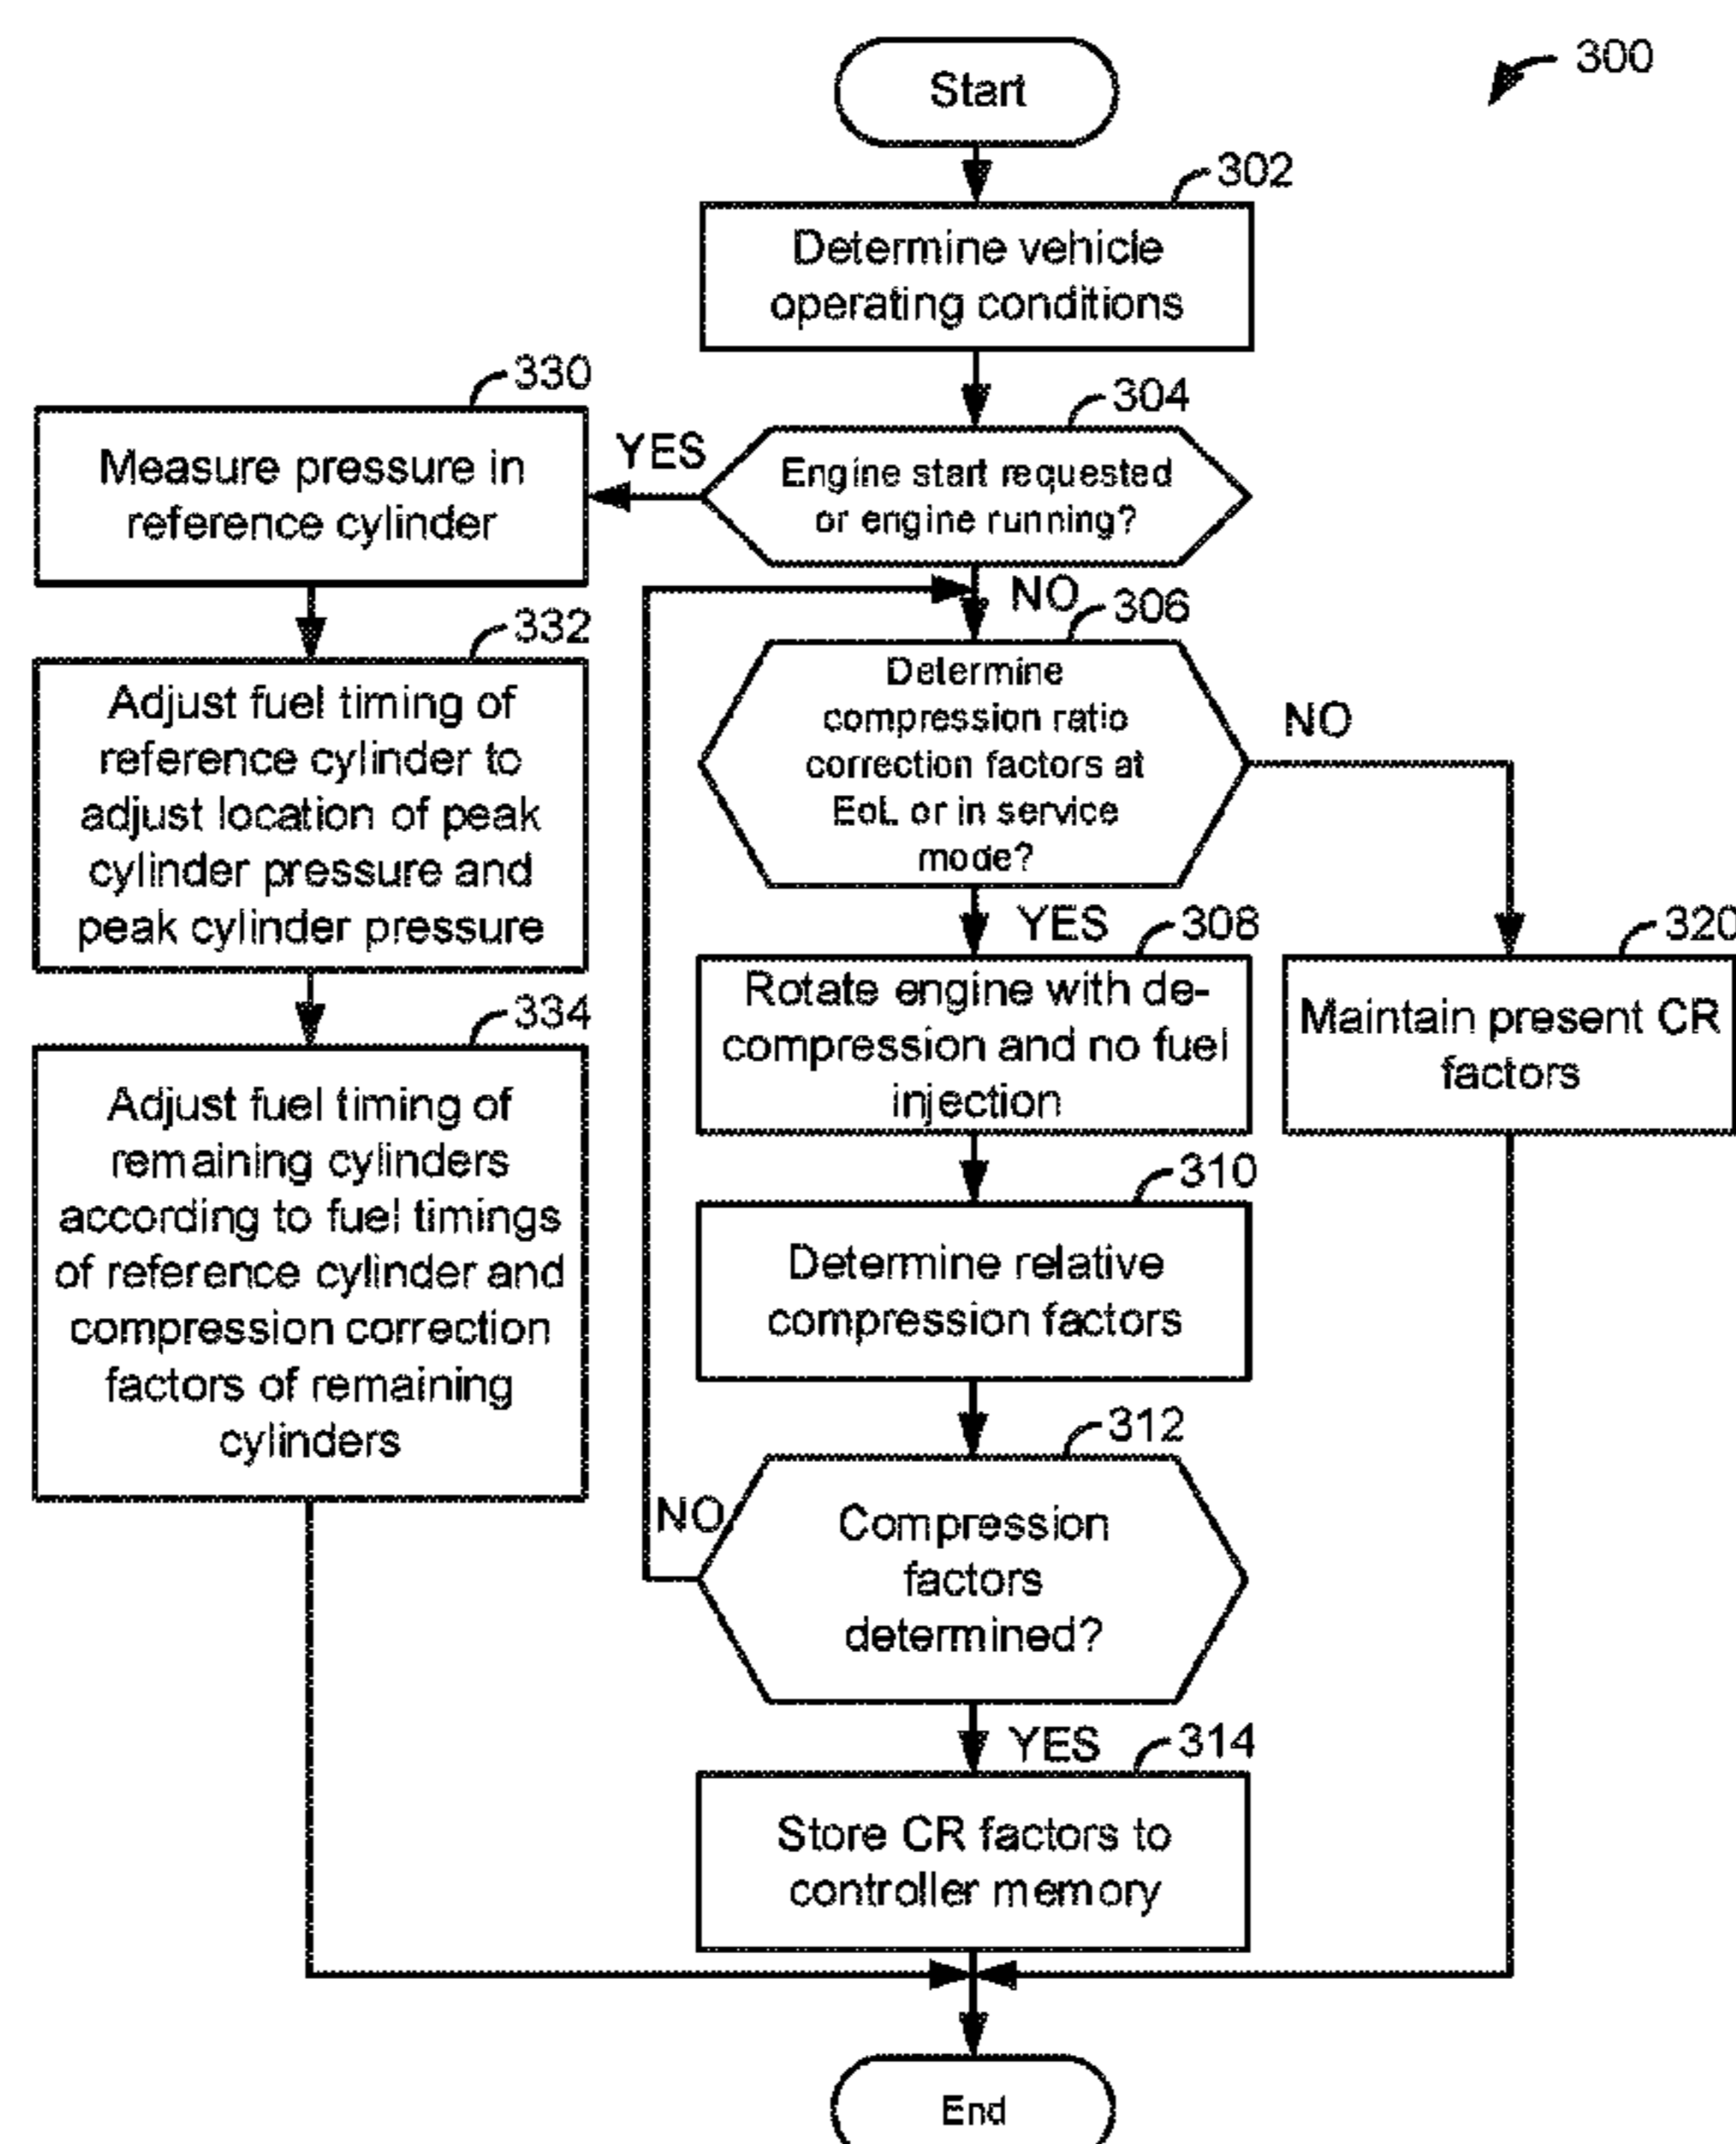 300
Start
302
Determine vehicle
operating conditions
304
Engine start requested
or engine running?
YES
NO
330
Measure pressure in
reference cylinder
332
Adjust fuel timing of
reference cylinder to
adjust location of peak
cylinder pressure and
peak cylinder pressure
334
Adjust fuel timing of
remaining cylinders
according to fuel timings
of reference cylinder and
compression correction
factors of remaining
cylinders
306
Determine
compression ratio
correction factors at
EoL or in service
mode?
NO
YES
308
Rotate engine with de-
compression and no fuel
injection
320
Maintain present CR
factors
310
Determine relative
compression factors
312
Compression
factors
determined?
NO
YES
314
Store CR factors to
controller memory
End